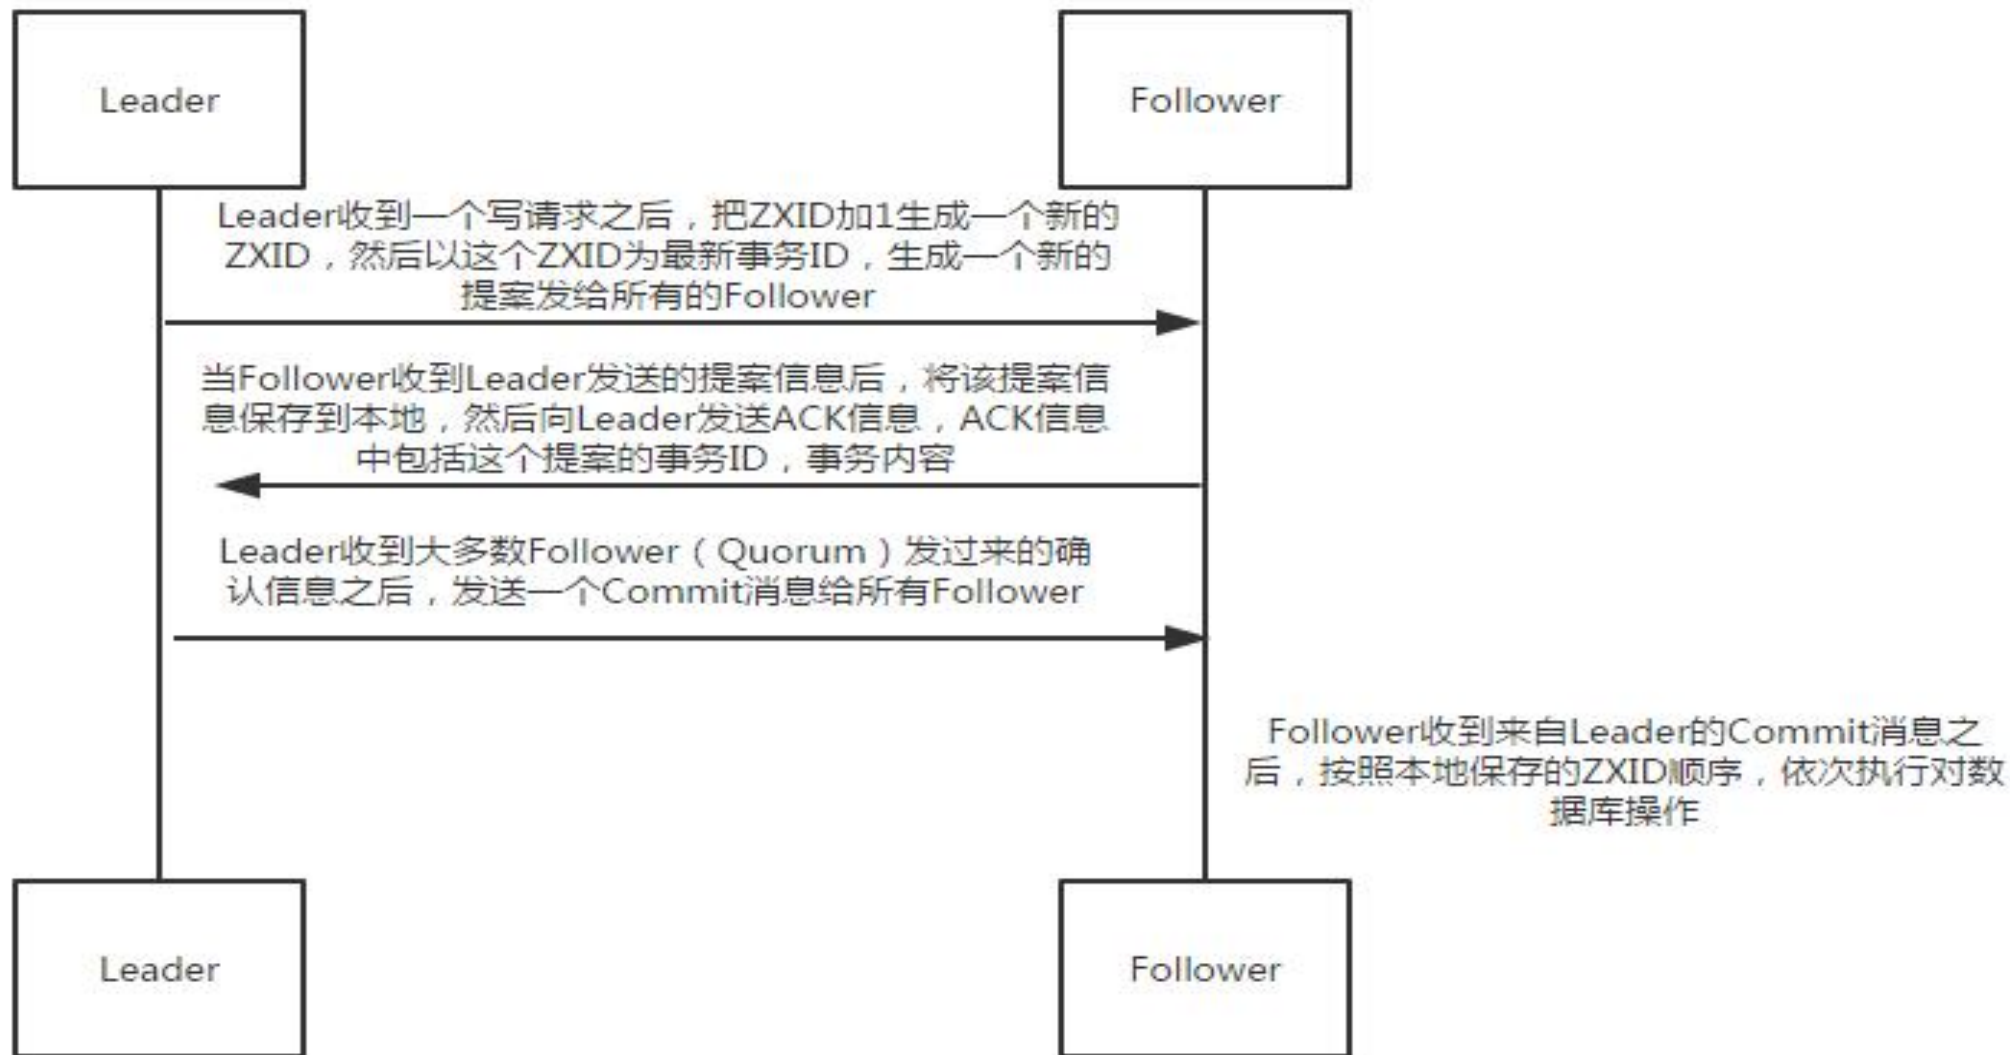 Leader
Follower
Leader收到一个写请求之后，把ZXID加1生成一个新的
ZXID，然后以这个ZXID为最新事务ID，生成一个新的
提案发给所有的Follower
当Follower收到Leader发送的提案信息后，将该提案信
息保存到本地，然后向Leader发送ACK信息，ACK信息
中包括这个提案的事务ID，事务内容
Leader收到大多数Follower（Quorum）发过来的确
认信息之后，发送一个Commit消息给所有Follower
Follower收到来自Leader的Commit消息之
后，按照本地保存的ZXID顺序，依次执行对数
据库操作
Leader
Follower